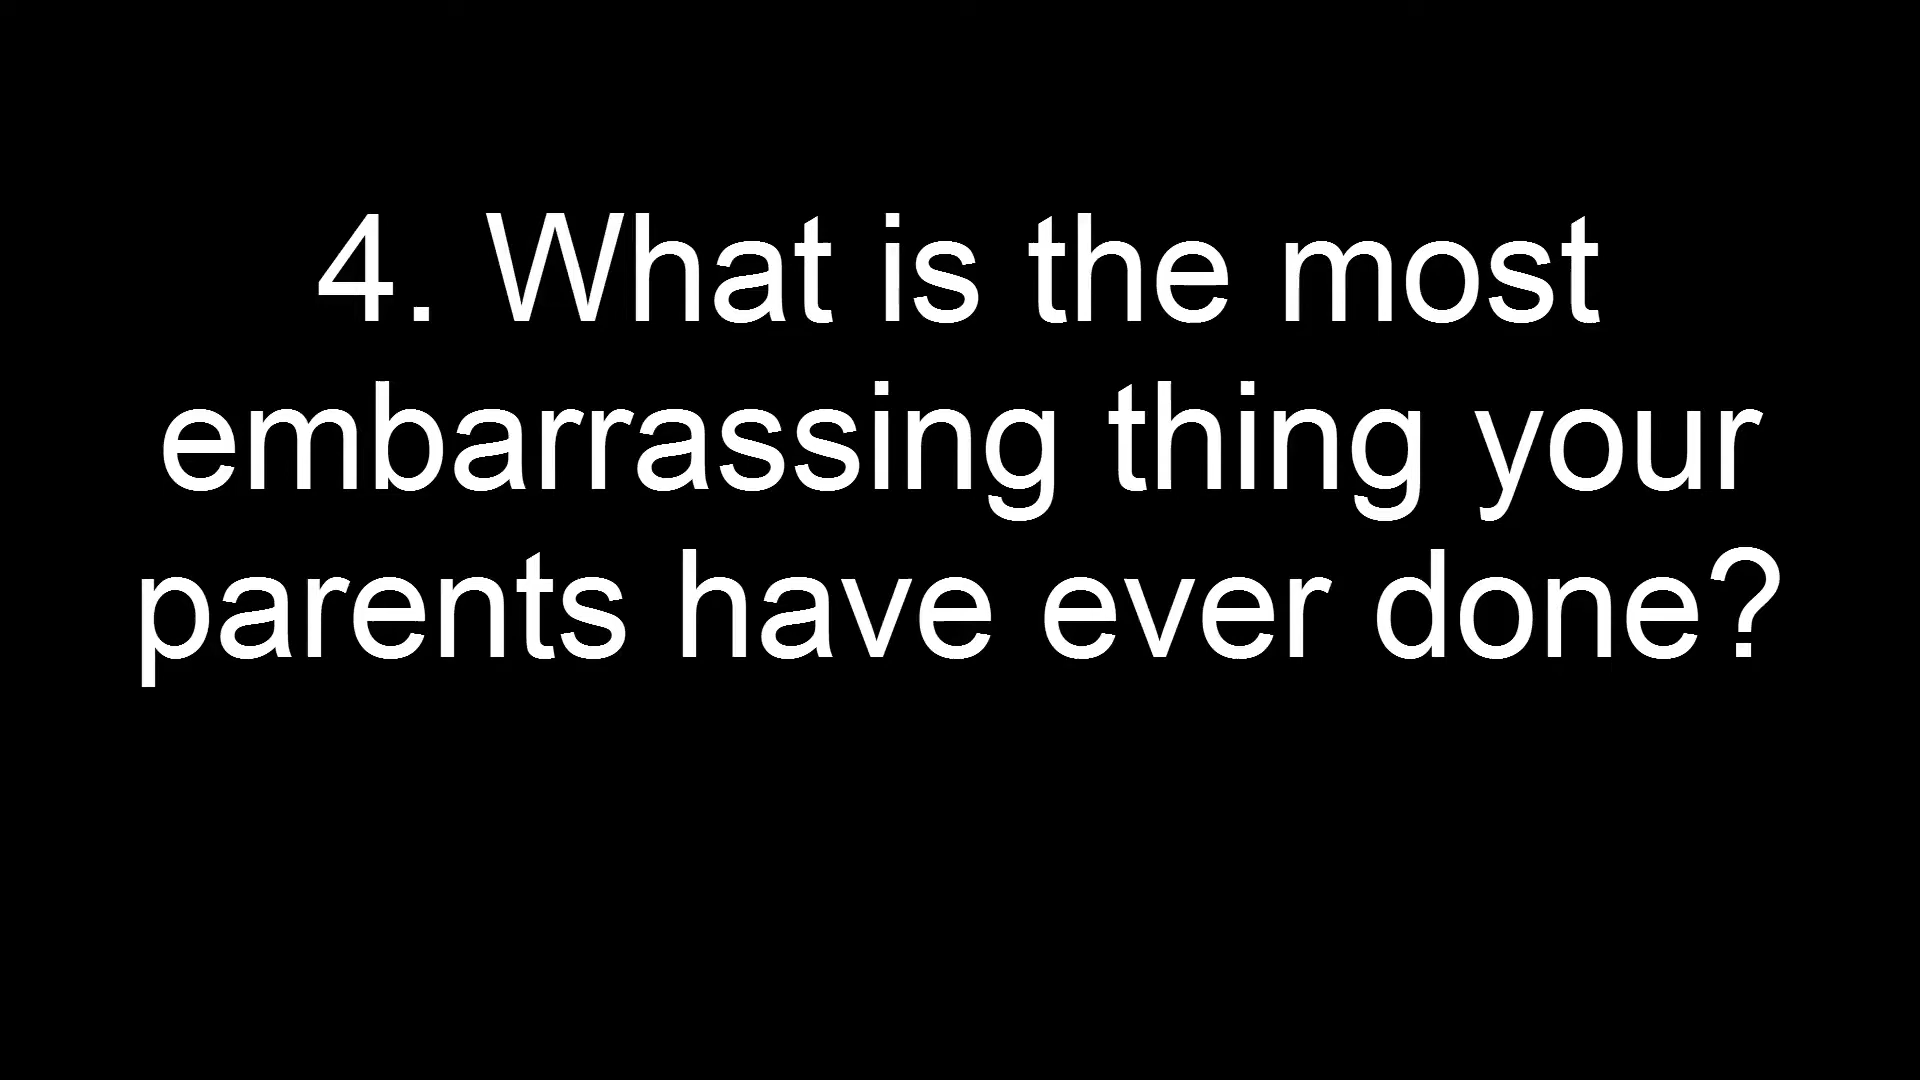 4. What is the most
embarrassing thing your
parents have ever done?